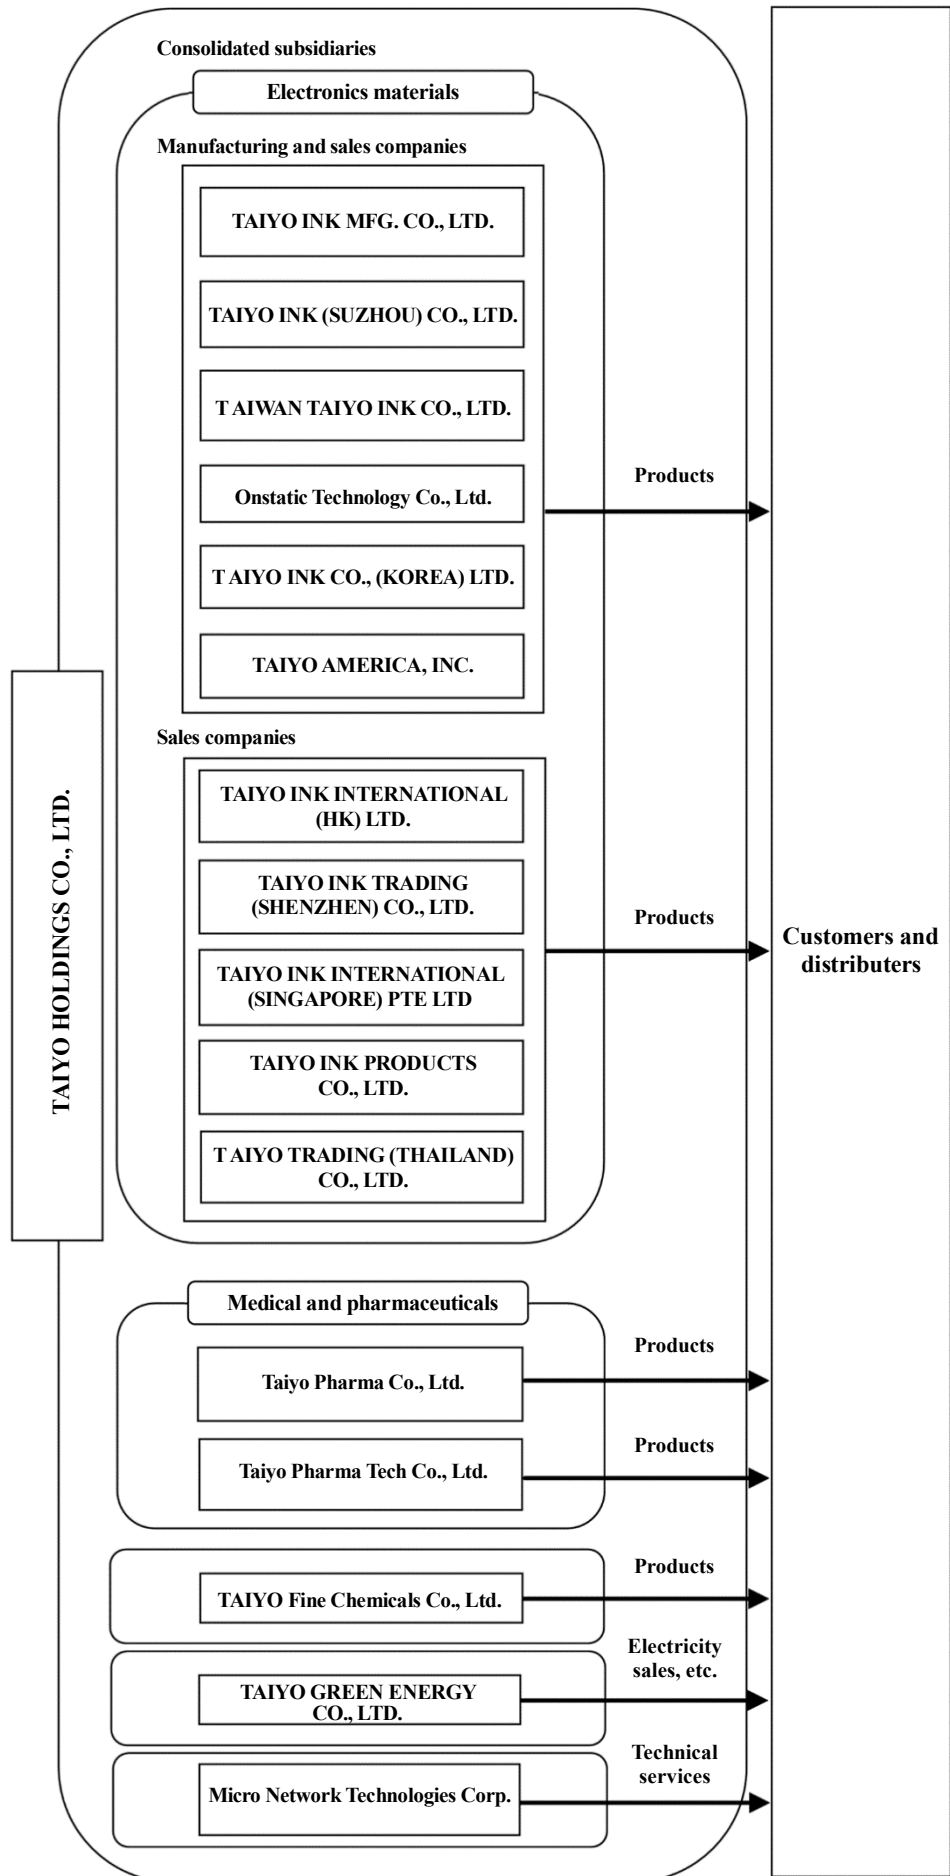 Consolidated subsidiaries
Electronics materials
Manufacturing and sales companies
TAIYO INK MFG. CO., LTD.
TAIYO INK (SUZHOU) CO., LTD.
T AIWAN TAIYO INK CO., LTD.
Onstatic Technology Co., Ltd.
T AIYO INK CO., (KOREA) LTD.
TAIYO AMERICA, INC.
Products
Sales companies
TAIYO INK INTERNATIONAL
(HK) LTD.
TAIYO INK TRADING
(SHENZHEN) CO., LTD.
TAIYO INK INTERNATIONAL
(SINGAPORE) PTE LTD
TAIYO INK PRODUCTS
CO., LTD.
T AIYO TRADING (THAILAND)
CO., LTD.
Products
TAIYO HOLDINGS CO., LTD.
Customers and
distributers
Medical and pharmaceuticals
Taiyo Pharma Co., Ltd.
Products
Taiyo Pharma Tech Co., Ltd.
Products
TAIYO Fine Chemicals Co., Ltd.
Products
TAIYO GREEN ENERGY
CO., LTD.
Electricity
sales, etc.
Micro Network Technologies Corp.
Technical
services